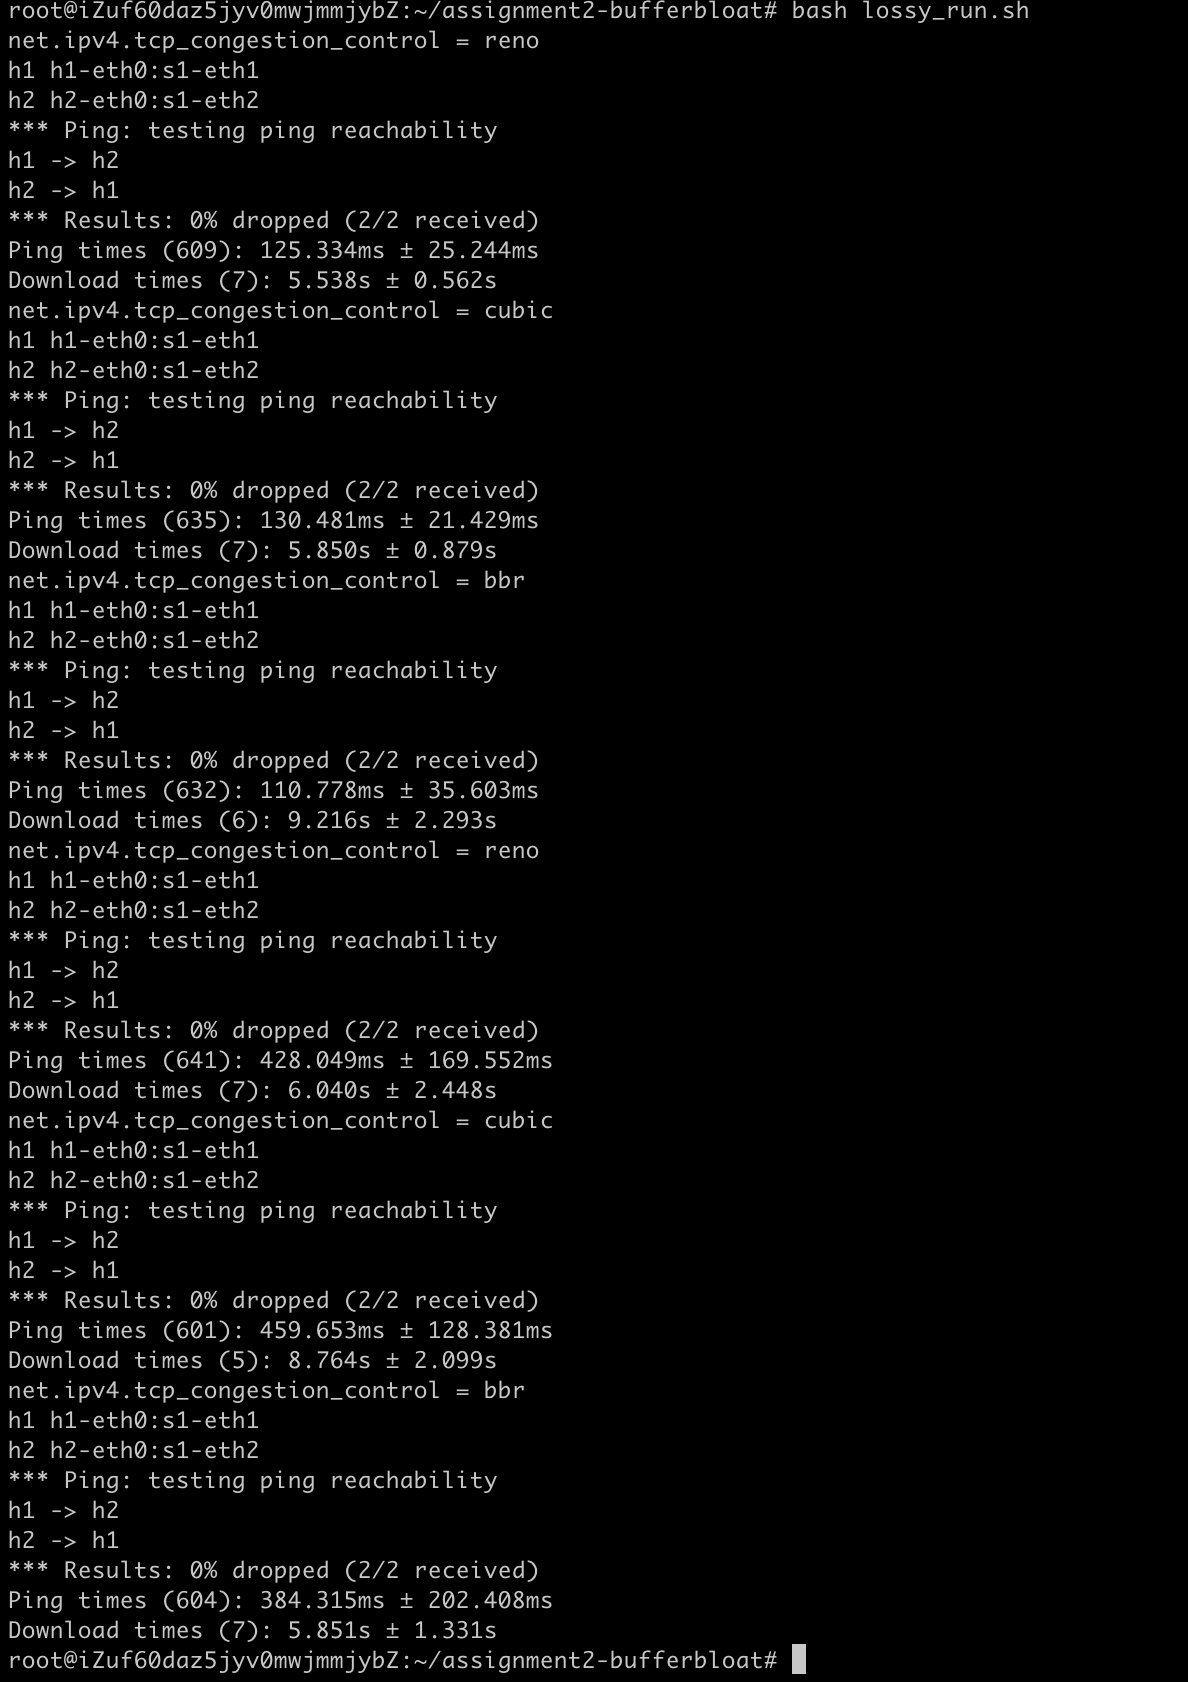 root@iZuf60daz5jyv0mwjmmjybZ:~/assignment2-bufferbloat# bash lossy_run.sh
net.ipv4.tcp_congestion_control = reno
h1 h1-eth0:s1-eth1
h2 h2-eth0:s1-eth2
*** Ping: testing ping reachability
h1 -> h2
h2 -> h1
*** Results: 0% dropped (2/2 received)
Ping times (609): 125.334ms ± 25.244ms
Download times (7): 5.538s ± 0.562s
net.ipv4.tcp_congestion_control = cubic
h1 h1-eth0:s1-eth1
h2 h2-eth0:s1-eth2
*** Ping: testing ping reachability
h1 -> h2
h2 -> h1
*** Results: 0% dropped (2/2 received)
Ping times (635): 130.481ms ± 21.429ms
Download times (7): 5.850s ± 0.879s
net.ipv4.tcp_congestion_control = bbr
h1 h1-eth0:s1-eth1
h2 h2-eth0:s1-eth2
*** Ping: testing ping reachability
h1 -> h2
h2 -> h1
*** Results: 0% dropped (2/2 received)
Ping times (632): 110.778ms ± 35.603ms
Download times (6): 9.216s ± 2.293s
net.ipv4.tcp_congestion_control = reno
h1 h1-eth0:s1-eth1
h2 h2-eth0:s1-eth2
*** Ping: testing ping reachability
h1 -> h2
h2 -> h1
*** Results: 0% dropped (2/2 received)
Ping times (641): 428.049ms ± 169.552ms
Download times (7): 6.040s ± 2.448s
net.ipv4.tcp_congestion_control = cubic
h1 h1-eth0:s1-eth1
h2 h2-eth0:s1-eth2
*** Ping: testing ping reachability
h1 -> h2
h2 -> h1
*** Results: 0% dropped (2/2 received)
Ping times (601): 459.653ms ± 128.381ms
Download times (5): 8.764s ± 2.099s
net.ipv4.tcp_congestion_control = bbr
h1 h1-eth0:s1-eth1
h2 h2-eth0:s1-eth2
*** Ping: testing ping reachability
h1 -> h2
h2 -> h1
*** Results: 0% dropped (2/2 received)
Ping times (604): 384.315ms ± 202.408ms
Download times (7): 5.851s ± 1.331s
root@iZuf60daz5jyv0mwjmmjybZ:~/assignment2-bufferbloat#